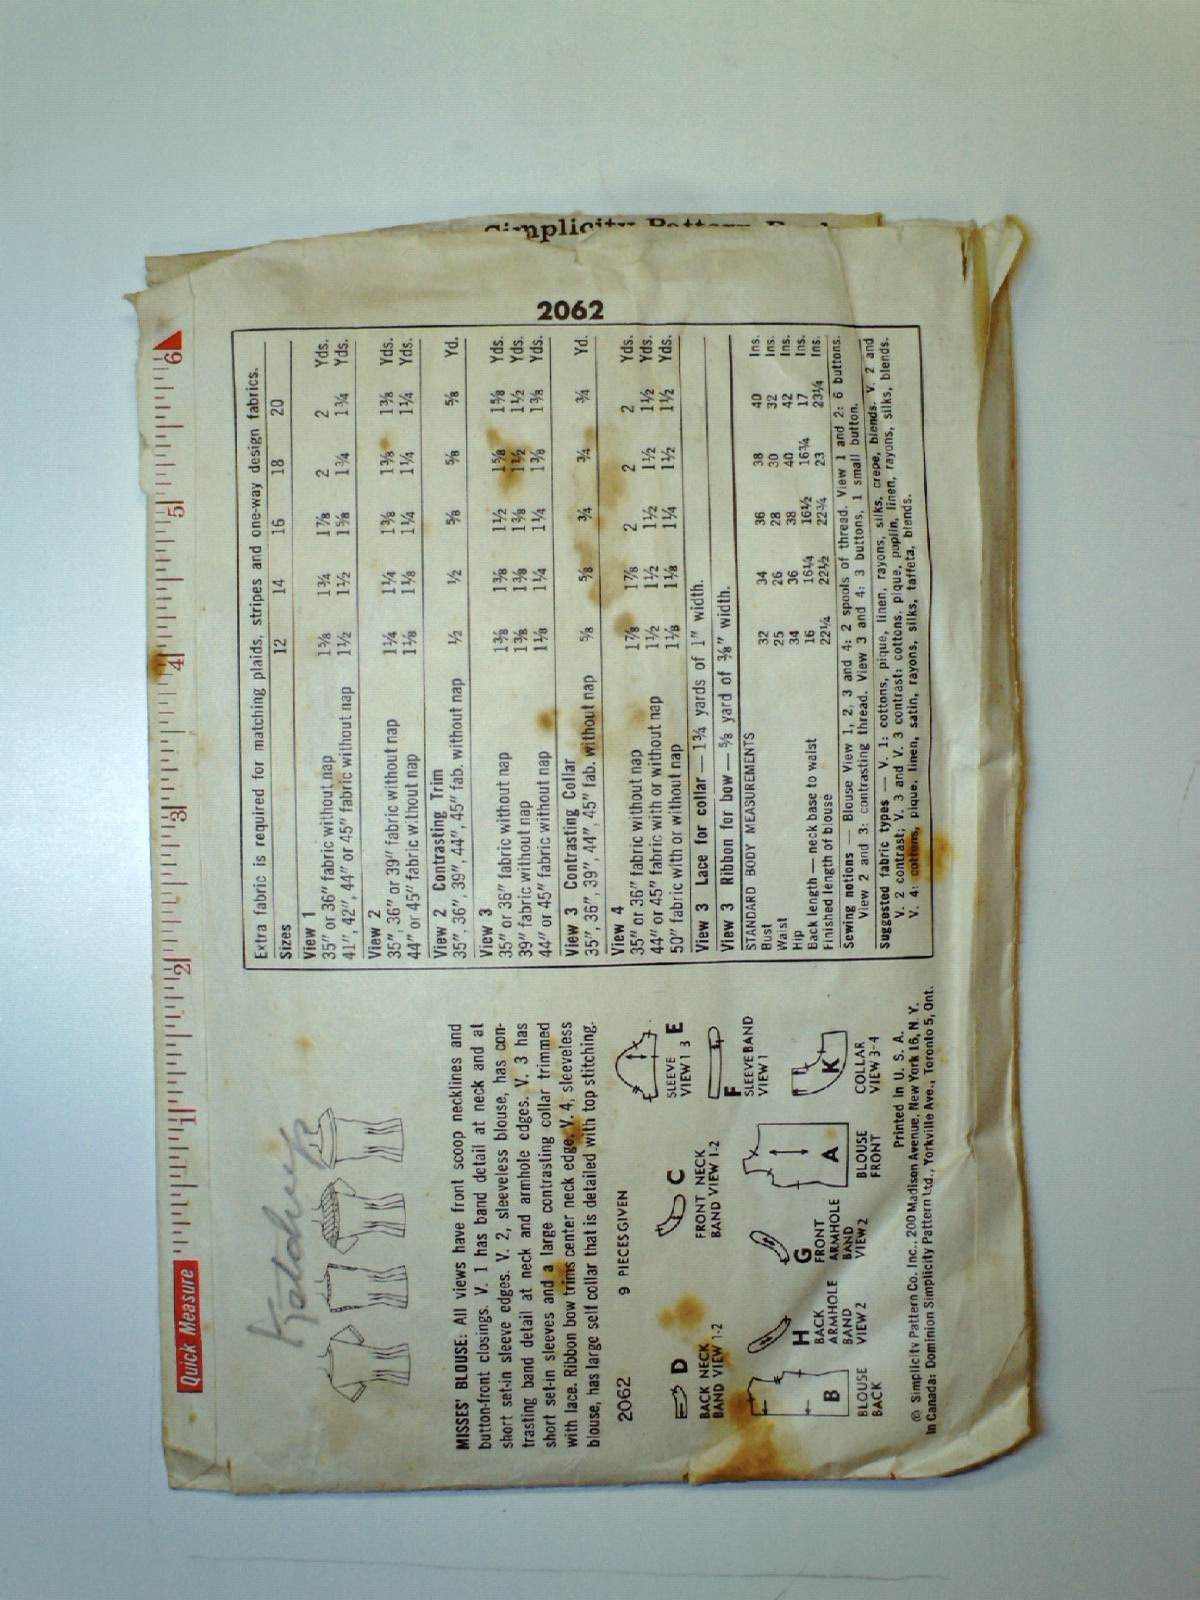 Simplicity Pattern
Quick Measure 1 2 3 4 5 6
2062
MISSES' BLOUSE: All views have front scoop necklines and
button-front closings. V. 1 has band detail at neck and at
short set-in sleeve edges. V. 2, sleeveless blouse, has con-
trasting band detail at neck and armhole edges. V. 3 has
short set-in sleeves and a large contrasting collar trimmed
with lace. Ribbon bow trims center neck edge. V. 4, sleeveless
blouse, has large self collar that is detailed with top stitching.
2062 9 PIECES GIVEN
D
BACK NECK
BAND VIEW 1-2
C
FRONT NECK
BAND VIEW 1-2
E
SLEEVE
VIEW 1 3
F
SLEEVE BAND
VIEW 1
B
BLOUSE
BACK
H
BACK
ARMHOLE
BAND
VIEW 2
G
FRONT
ARMHOLE
BAND
VIEW 2
A
BLOUSE
FRONT
K
COLLAR
VIEW 3-4
Printed in U. S. A.
© Simplicity Pattern Co. Inc., 200 Madison Avenue, New York 16, N. Y.
In Canada: Dominion Simplicity Pattern Ltd., Yorkville Ave., Toronto 5, Ont.
Extra fabric is required for matching plaids, stripes and one-way design fabrics.
Sizes 12 14 16 18 20
View 1
35" or 36" fabric without nap 1⅝ 1¾ 1⅞ 2 2 Yds.
41", 42", 44" or 45" fabric without nap 1½ 1½ 1⅝ 1¾ 1¾ Yds.
View 2
35", 36" or 39" fabric without nap 1¼ 1¼ 1⅜ 1⅜ 1⅜ Yds.
44" or 45" fabric without nap 1⅛ 1⅛ 1¼ 1¼ 1¼ Yds.
View 2 Contrasting Trim
35", 36", 39", 44", 45" fab. without nap ½ ½ ⅝ ⅝ ⅝ Yd.
View 3
35" or 36" fabric without nap 1⅜ 1⅜ 1½ 1⅝ 1⅝ Yds.
39" fabric without nap 1⅜ 1⅜ 1⅜ 1½ 1½ Yds.
44" or 45" fabric without nap 1⅛ 1¼ 1¼ 1⅜ 1⅜ Yds.
View 3 Contrasting Collar
35", 36", 39", 44", 45" fab. without nap ⅝ ⅝ ¾ ¾ ¾ Yd.
View 4
35" or 36" fabric without nap 1⅞ 1⅞ 2 2 2 Yds.
44" or 45" fabric with or without nap 1½ 1½ 1½ 1½ 1½ Yds.
50" fabric with or without nap 1⅛ 1⅛ 1¼ 1½ 1½ Yds.
View 3 Lace for collar — 1¾ yards of 1" width.
View 3 Ribbon for bow — ⅝ yard of ⅜" width.
STANDARD BODY MEASUREMENTS
Bust 32 34 36 38 40 Ins.
Waist 25 26 28 30 32 Ins.
Hip 34 36 38 40 42 Ins.
Back length — neck base to waist 16 16¼ 16½ 16¾ 17 Ins.
Finished length of blouse 22¼ 22½ 22¾ 23 23¼ Ins.
Sewing notions — Blouse View 1, 2, 3 and 4: 2 spools of thread. View 1 and 2: 6 buttons.
View 2 and 3: contrasting thread. View 3 and 4: 3 buttons, 1 small button.
Suggested fabric types — V. 1: cottons, pique, linen, rayons, silks, crepe, blends. V. 2 and
V. 2 contrast; V. 3 and V. 3 contrast: cottons, pique, poplin, linen, rayons, silks, blends.
V. 4: cottons, pique, linen, satin, rayons, silks, taffeta, blends.